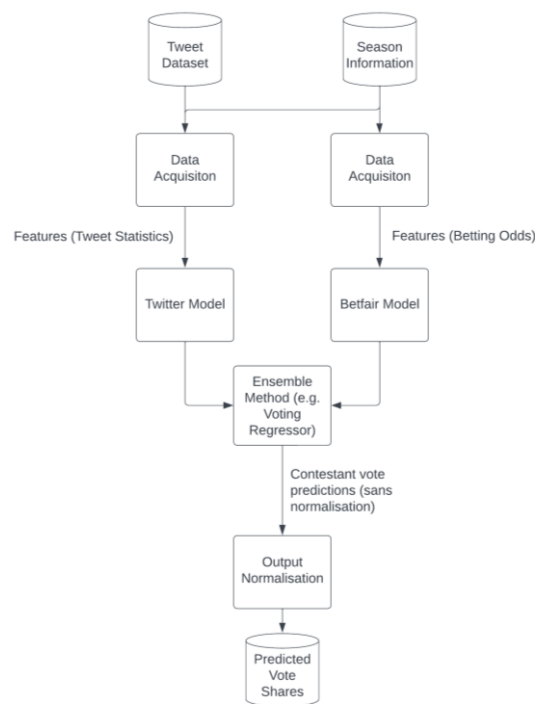 Tweet
Dataset
Season
Information
Data
Acquisiton
Data
Acquisiton
Features (Tweet Statistics)
Features (Betting Odds)
Twitter Model
Betfair Model
Ensemble
Method (e.g.
Voting
Regressor)
Contestant vote
predictions (sans
normalisation)
Output
Normalisation
Predicted
Vote
Shares